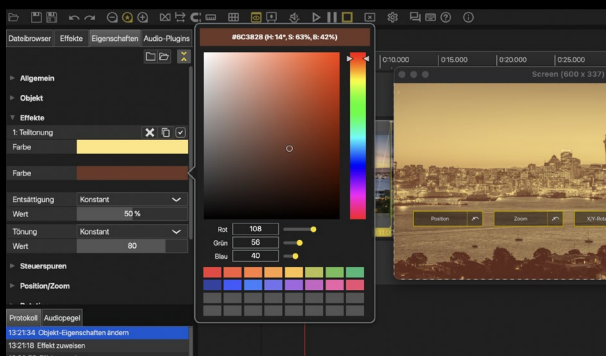 Dateibrowser Effekte Eigenschaften Audio-Plugins
Allgemein
Objekt
Effekte
1: Teiltonung
Farbe
Farbe
Entsättigung Konstant
Wert 50 %
Tönung Konstant
Wert 80
Steuerspuren
Position/Zoom
Protokoll Audiopegel
13:21:34 Objekt-Eigenschaften ändern
13:21:18 Effekt zuweisen
#6C3828 (H: 14°, S: 63%, B: 42%)
Rot 108
Grün 56
Blau 40
0:10.000 0:15.000 0:20.000 0:25.000
Screen (600 x 337)
Position Zoom X/Y-Rota